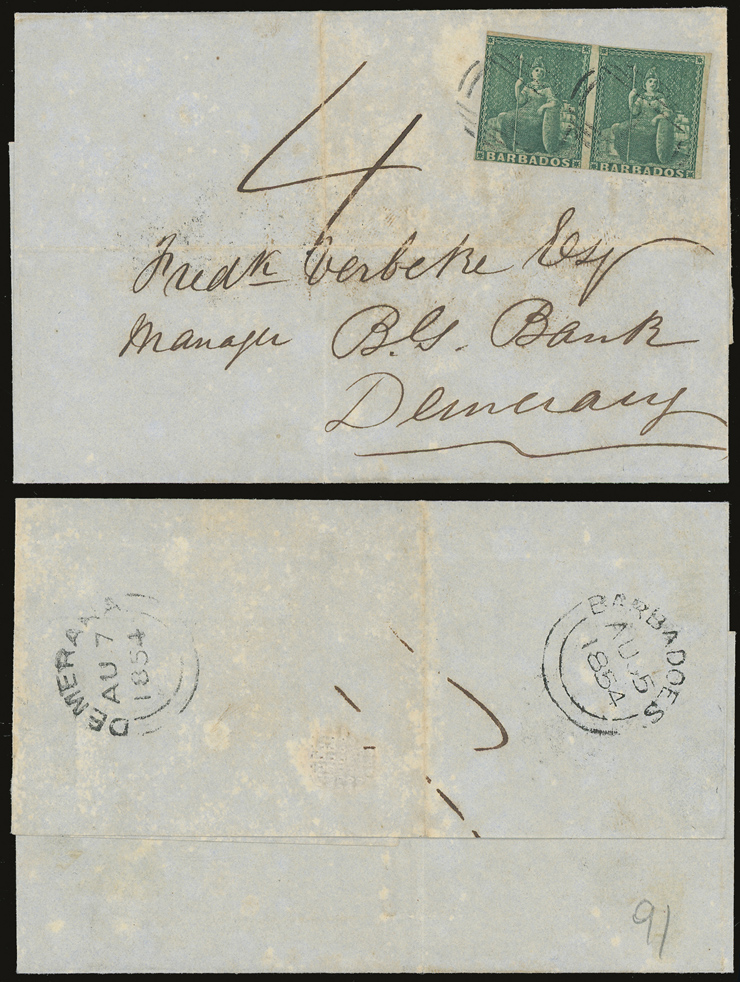 BARBADOS BARBADOS
4
Fredk Verbeke Esq
Manager B.G. Bank
Demerary
DEMERARA
AU 7
1854
BARBADOES
AU 5
1854
91